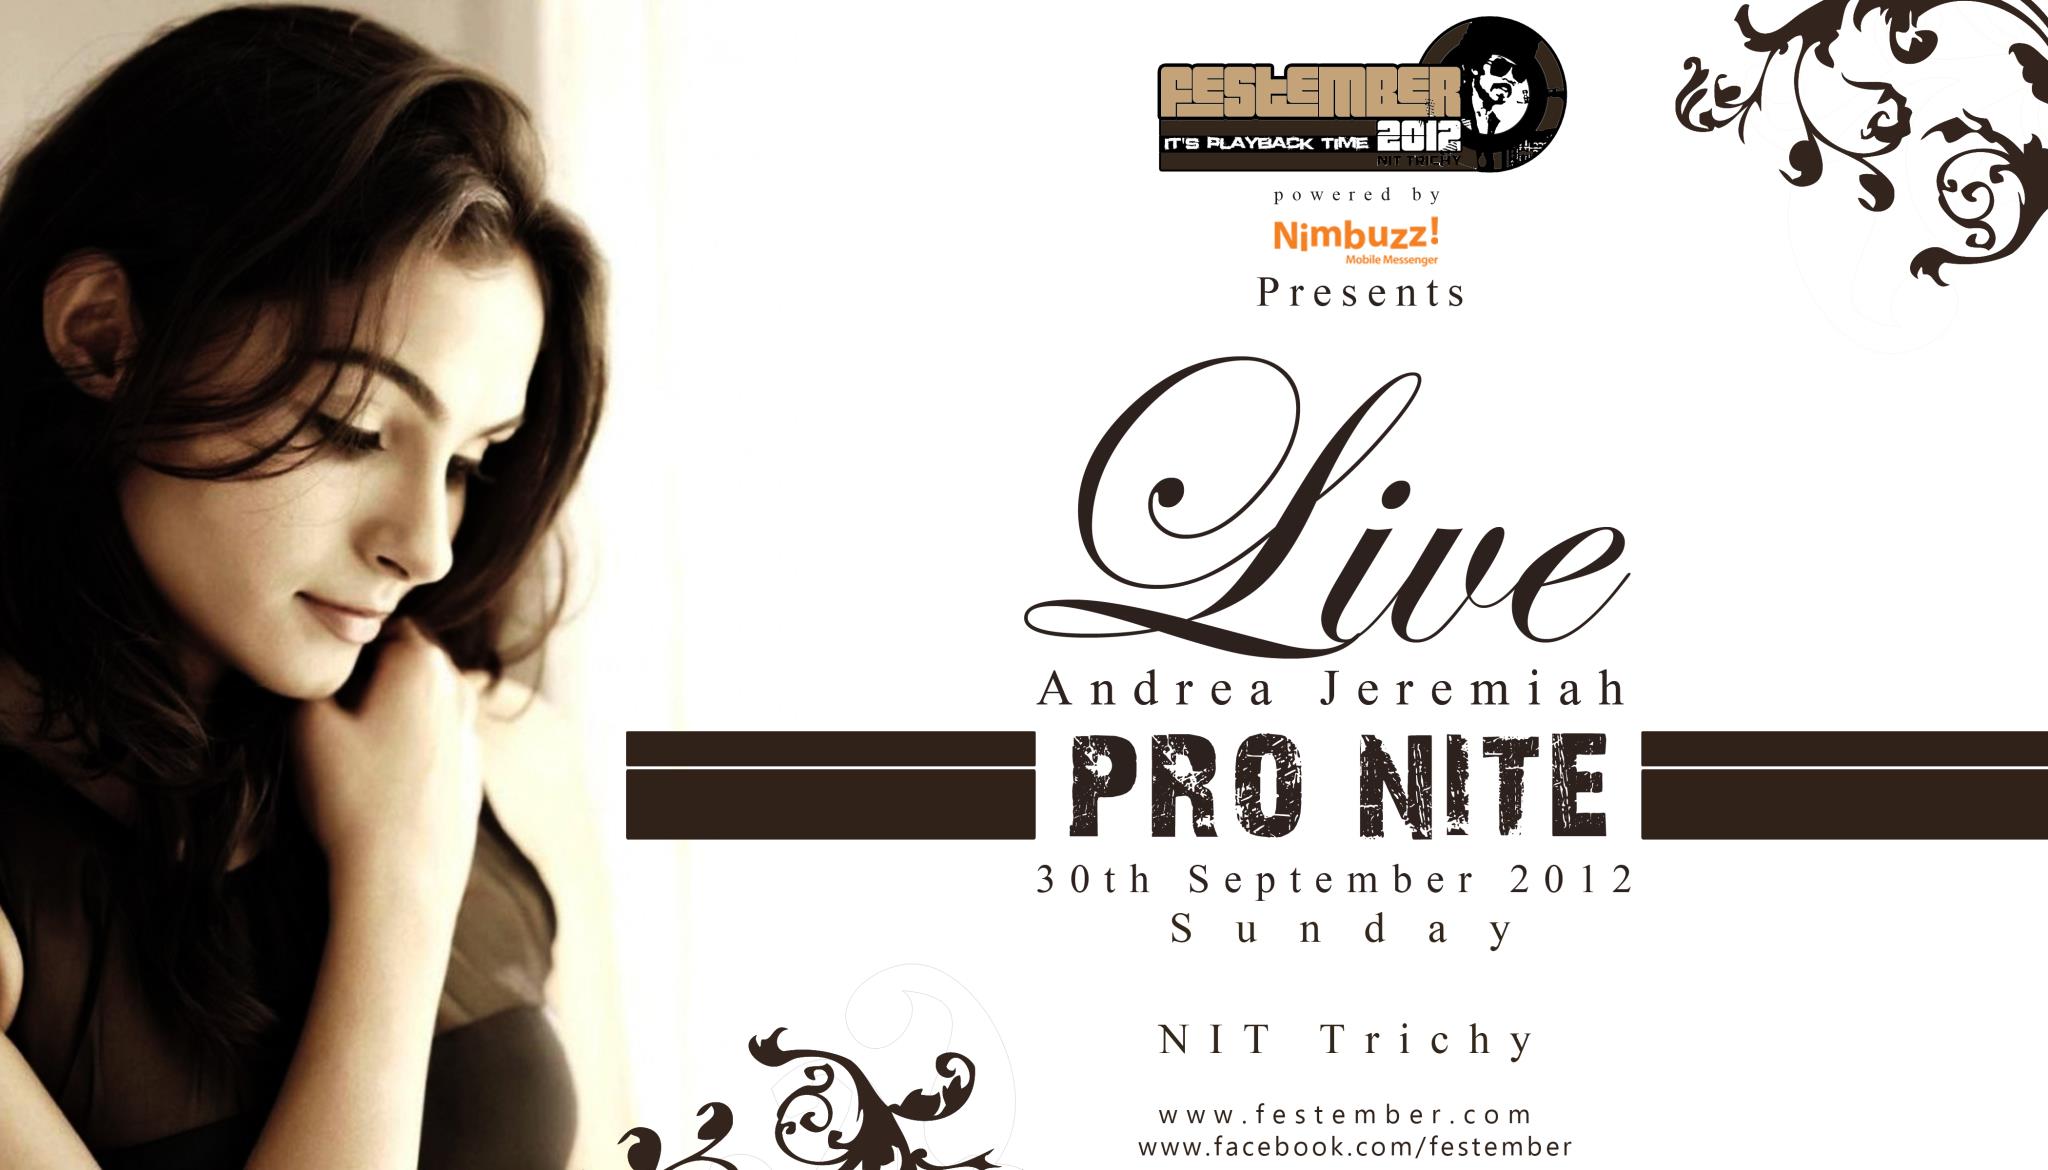 FESTEMBER
IT'S PLAYBACK TIME 2012
NIT TRICHY
powered by
Nimbuzz!
Mobile Messenger
Presents
Live
Andrea Jeremiah
PRO NITE
30th September 2012
Sunday
NIT Trichy
www.festember.com
www.facebook.com/festember